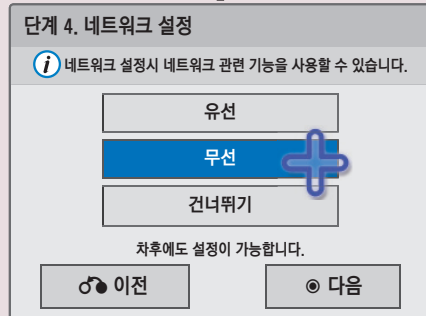 단계 4. 네트워크 설정
네트워크 설정시 네트워크 관련 기능을 사용할 수 있습니다.
유선
무선
건너뛰기
차후에도 설정이 가능합니다.
이전
다음